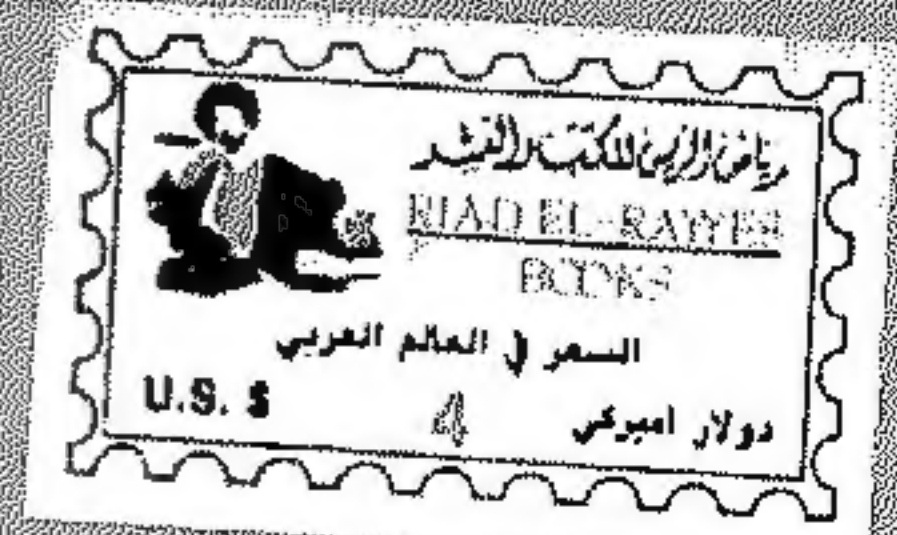 رياض الريس للكتب والنشر
RIAD EL-RAYYES
BOOKS
السعر في العالم العربي
U.S. $ 4 دولار اميركي